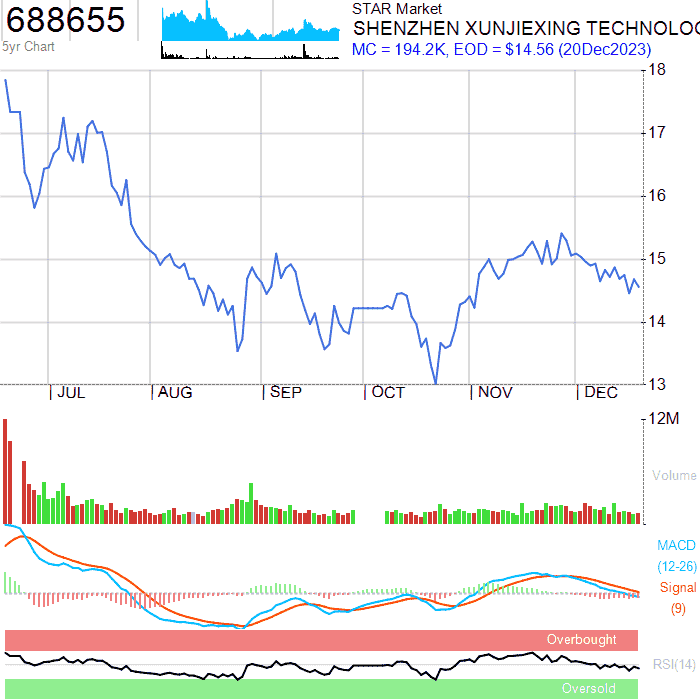 688655
5yr Chart
STAR Market
SHENZHEN XUNJIEXING TECHNOLOG
MC = 194.2K, EOD = $14.56 (20Dec2023)
18
17
16
15
14
13
JUL AUG SEP OCT NOV DEC
12M
Volume
MACD
(12-26)
Signal
(9)
Overbought
RSI(14)
Oversold